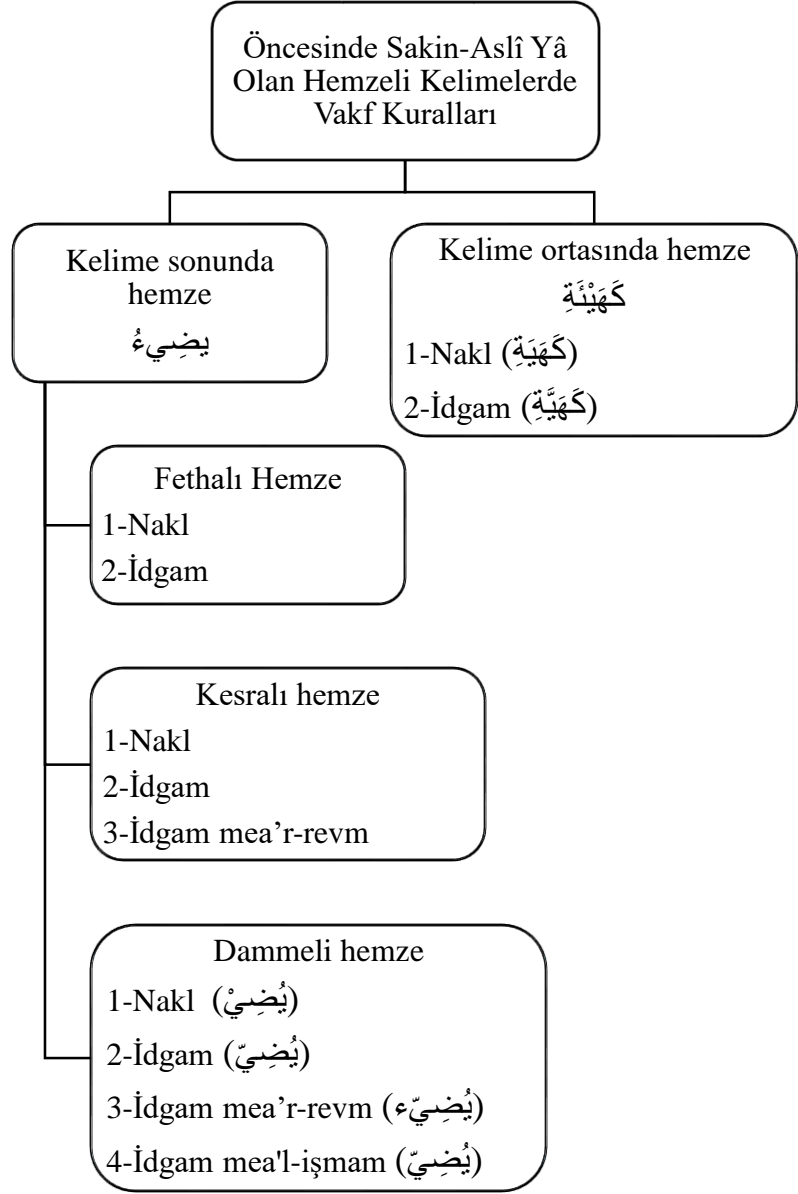 Öncesinde Sakin-Aslî Yâ
Olan Hemzeli Kelimelerde
Vakf Kuralları
Kelime sonunda
hemze
يضِيءُ
Kelime ortasında hemze
كَهَيْئَةِ
1-Nakl (كَهَيَةِ)
2-İdgam (كَهَيَّةِ)
Fethalı Hemze
1-Nakl
2-İdgam
Kesralı hemze
1-Nakl
2-İdgam
3-İdgam mea’r-revm
Dammeli hemze
1-Nakl (يُضِيْ)
2-İdgam (يُضِيّ)
3-İdgam mea’r-revm (يُضِيّء)
4-İdgam mea'l-işmam (يُضِيّ)